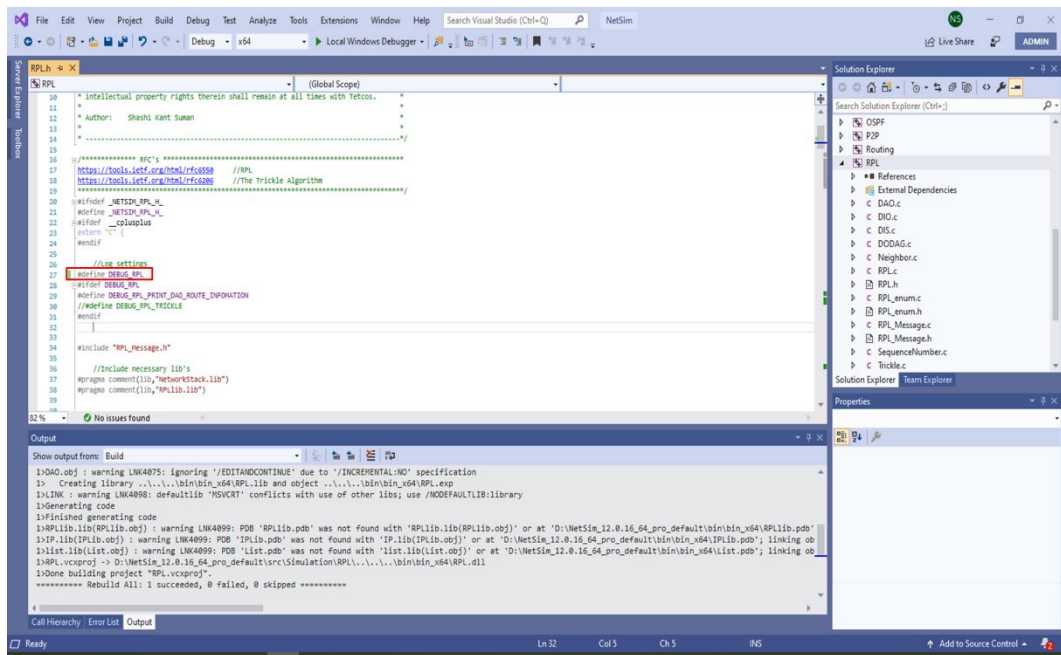 File Edit View Project Build Debug Test Analyze Tools Extensions Window Help Search Visual Studio (Ctrl+Q) NetSim NS
Debug x64 Local Windows Debugger Live Share ADMIN
Server Explorer
Toolbox
RPL.h
RPL (Global Scope)
10 * intellectual property rights therein shall remain at all times with Tetcos. *
11 * *
12 * Author: Shashi Kant Suman *
13 * *
14 * ---------------------------------------------------------------------------------*/
15
16 /*************** RFC's **************************************************************
17 https://tools.ietf.org/html/rfc6550 //RPL
18 https://tools.ietf.org/html/rfc6206 //The Trickle Algorithm
19 ***********************************************************************************/
20 #ifndef _NETSIM_RPL_H_
21 #define _NETSIM_RPL_H_
22 #ifdef __cplusplus
23 extern "C" {
24 #endif
25
26 //Log settings
27 #define DEBUG_RPL
28 #ifdef DEBUG_RPL
29 #define DEBUG_RPL_PRINT_DAO_ROUTE_INFOMATION
30 //#define DEBUG_RPL_TRICKLE
31 #endif
32
33
34 #include "RPL_Message.h"
35
36 //Include necessary lib's
37 #pragma comment(lib,"NetworkStack.lib")
38 #pragma comment(lib,"RPLlib.lib")
39
82 % No issues found
Output
Show output from: Build
1>DAO.obj : warning LNK4075: ignoring '/EDITANDCONTINUE' due to '/INCREMENTAL:NO' specification
1> Creating library ..\..\..\bin\bin_x64\RPL.lib and object ..\..\..\bin\bin_x64\RPL.exp
1>LINK : warning LNK4098: defaultlib 'MSVCRT' conflicts with use of other libs; use /NODEFAULTLIB:library
1>Generating code
1>Finished generating code
1>RPLlib.lib(RPLlib.obj) : warning LNK4099: PDB 'RPLlib.pdb' was not found with 'RPLlib.lib(RPLlib.obj)' or at 'D:\NetSim_12.0.16_64_pro_default\bin\bin_x64\RPLlib.pdb'
1>IP.lib(IPLib.obj) : warning LNK4099: PDB 'IPLib.pdb' was not found with 'IP.lib(IPLib.obj)' or at 'D:\NetSim_12.0.16_64_pro_default\bin\bin_x64\IPLib.pdb'; linking ob
1>list.lib(List.obj) : warning LNK4099: PDB 'List.pdb' was not found with 'list.lib(List.obj)' or at 'D:\NetSim_12.0.16_64_pro_default\bin\bin_x64\List.pdb'; linking ob
1>RPL.vcxproj -> D:\NetSim_12.0.16_64_pro_default\src\Simulation\RPL\..\..\..\bin\bin_x64\RPL.dll
1>Done building project "RPL.vcxproj".
========== Rebuild All: 1 succeeded, 0 failed, 0 skipped ==========
Call Hierarchy Error List Output
Solution Explorer
Search Solution Explorer (Ctrl+;)
OSPF
P2P
Routing
RPL
References
External Dependencies
DAO.c
DIO.c
DIS.c
DODAG.c
Neighbor.c
RPL.c
RPL.h
RPL_enum.c
RPL_enum.h
RPL_Message.c
RPL_Message.h
SequenceNumber.c
Trickle.c
Solution Explorer Team Explorer
Properties
Ready Ln 32 Col 5 Ch 5 INS Add to Source Control 2